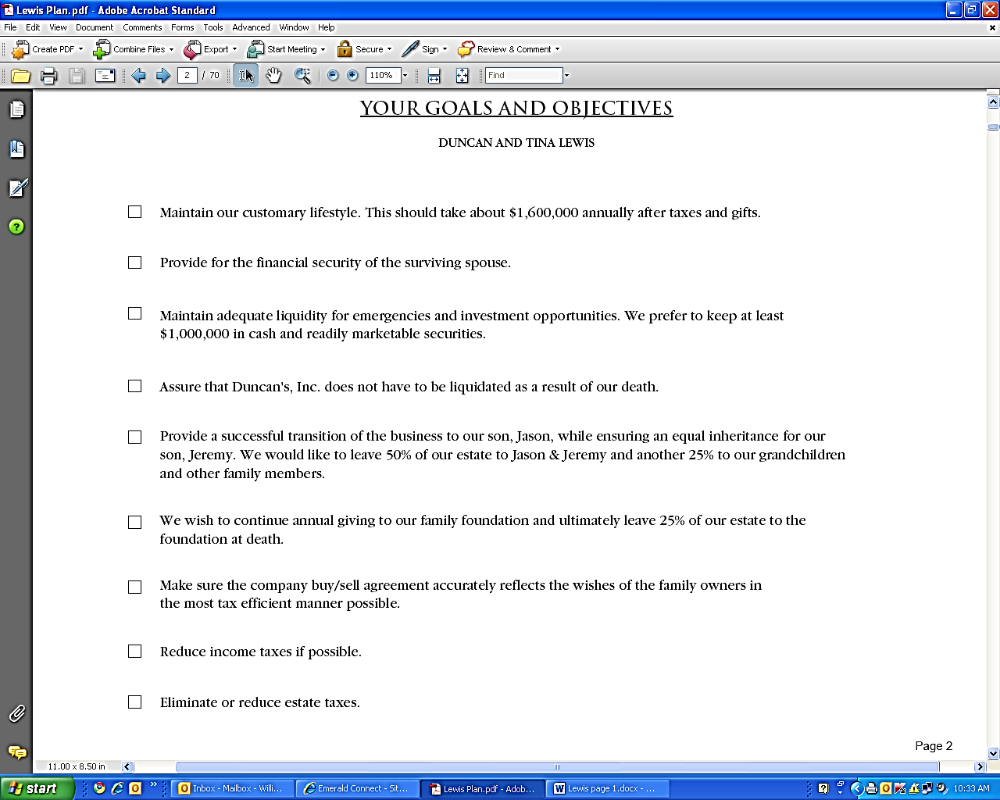 Lewis Plan.pdf - Adobe Acrobat Standard
File Edit View Document Comments Forms Tools Advanced Window Help
Create PDF Combine Files Export Start Meeting Secure Sign Review & Comment
2 / 70 110% Find
YOUR GOALS AND OBJECTIVES
DUNCAN AND TINA LEWIS
Maintain our customary lifestyle. This should take about $1,600,000 annually after taxes and gifts.
Provide for the financial security of the surviving spouse.
Maintain adequate liquidity for emergencies and investment opportunities. We prefer to keep at least
$1,000,000 in cash and readily marketable securities.
Assure that Duncan's, Inc. does not have to be liquidated as a result of our death.
Provide a successful transition of the business to our son, Jason, while ensuring an equal inheritance for our
son, Jeremy. We would like to leave 50% of our estate to Jason & Jeremy and another 25% to our grandchildren
and other family members.
We wish to continue annual giving to our family foundation and ultimately leave 25% of our estate to the
foundation at death.
Make sure the company buy/sell agreement accurately reflects the wishes of the family owners in
the most tax efficient manner possible.
Reduce income taxes if possible.
Eliminate or reduce estate taxes.
Page 2
11.00 x 8.50 in
start Inbox - Mailbox - Willi... Emerald Connect - Sit... Lewis Plan.pdf - Adob... Lewis page 1.docx - ... 10:33 AM